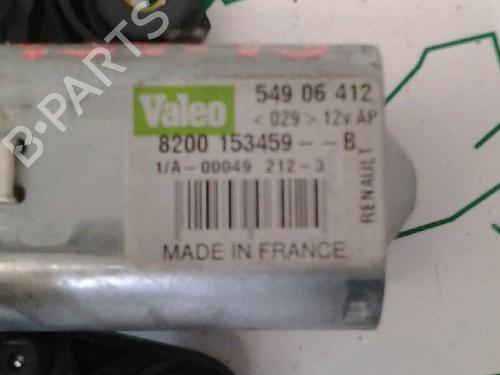 Valeo
549 06 412
< 029 > 12v AP
8200 153459 - - B
1/A - 00049 212 - 3
RENAULT
MADE IN FRANCE
B-PARTS